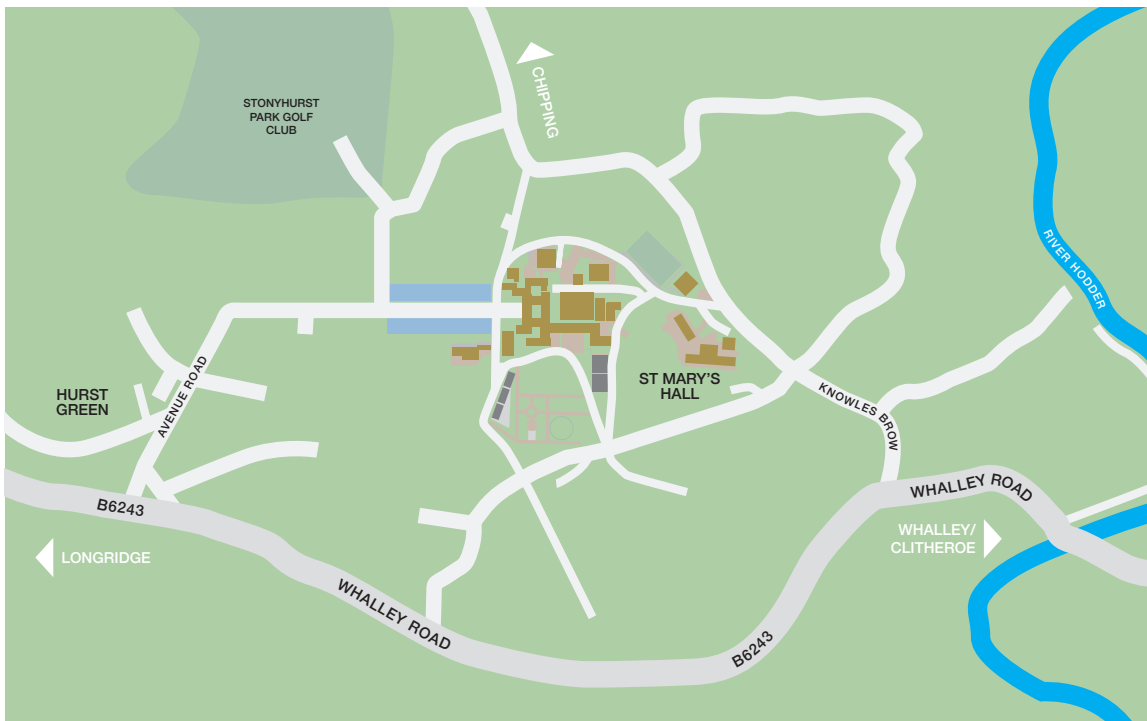 STONYHURST
PARK GOLF
CLUB
CHIPPING
RIVER HODDER
HURST
GREEN
AVENUE ROAD
ST MARY'S
HALL
KNOWLES BROW
B6243
WHALLEY ROAD
LONGRIDGE
WHALLEY/
CLITHEROE
WHALLEY ROAD
B6243